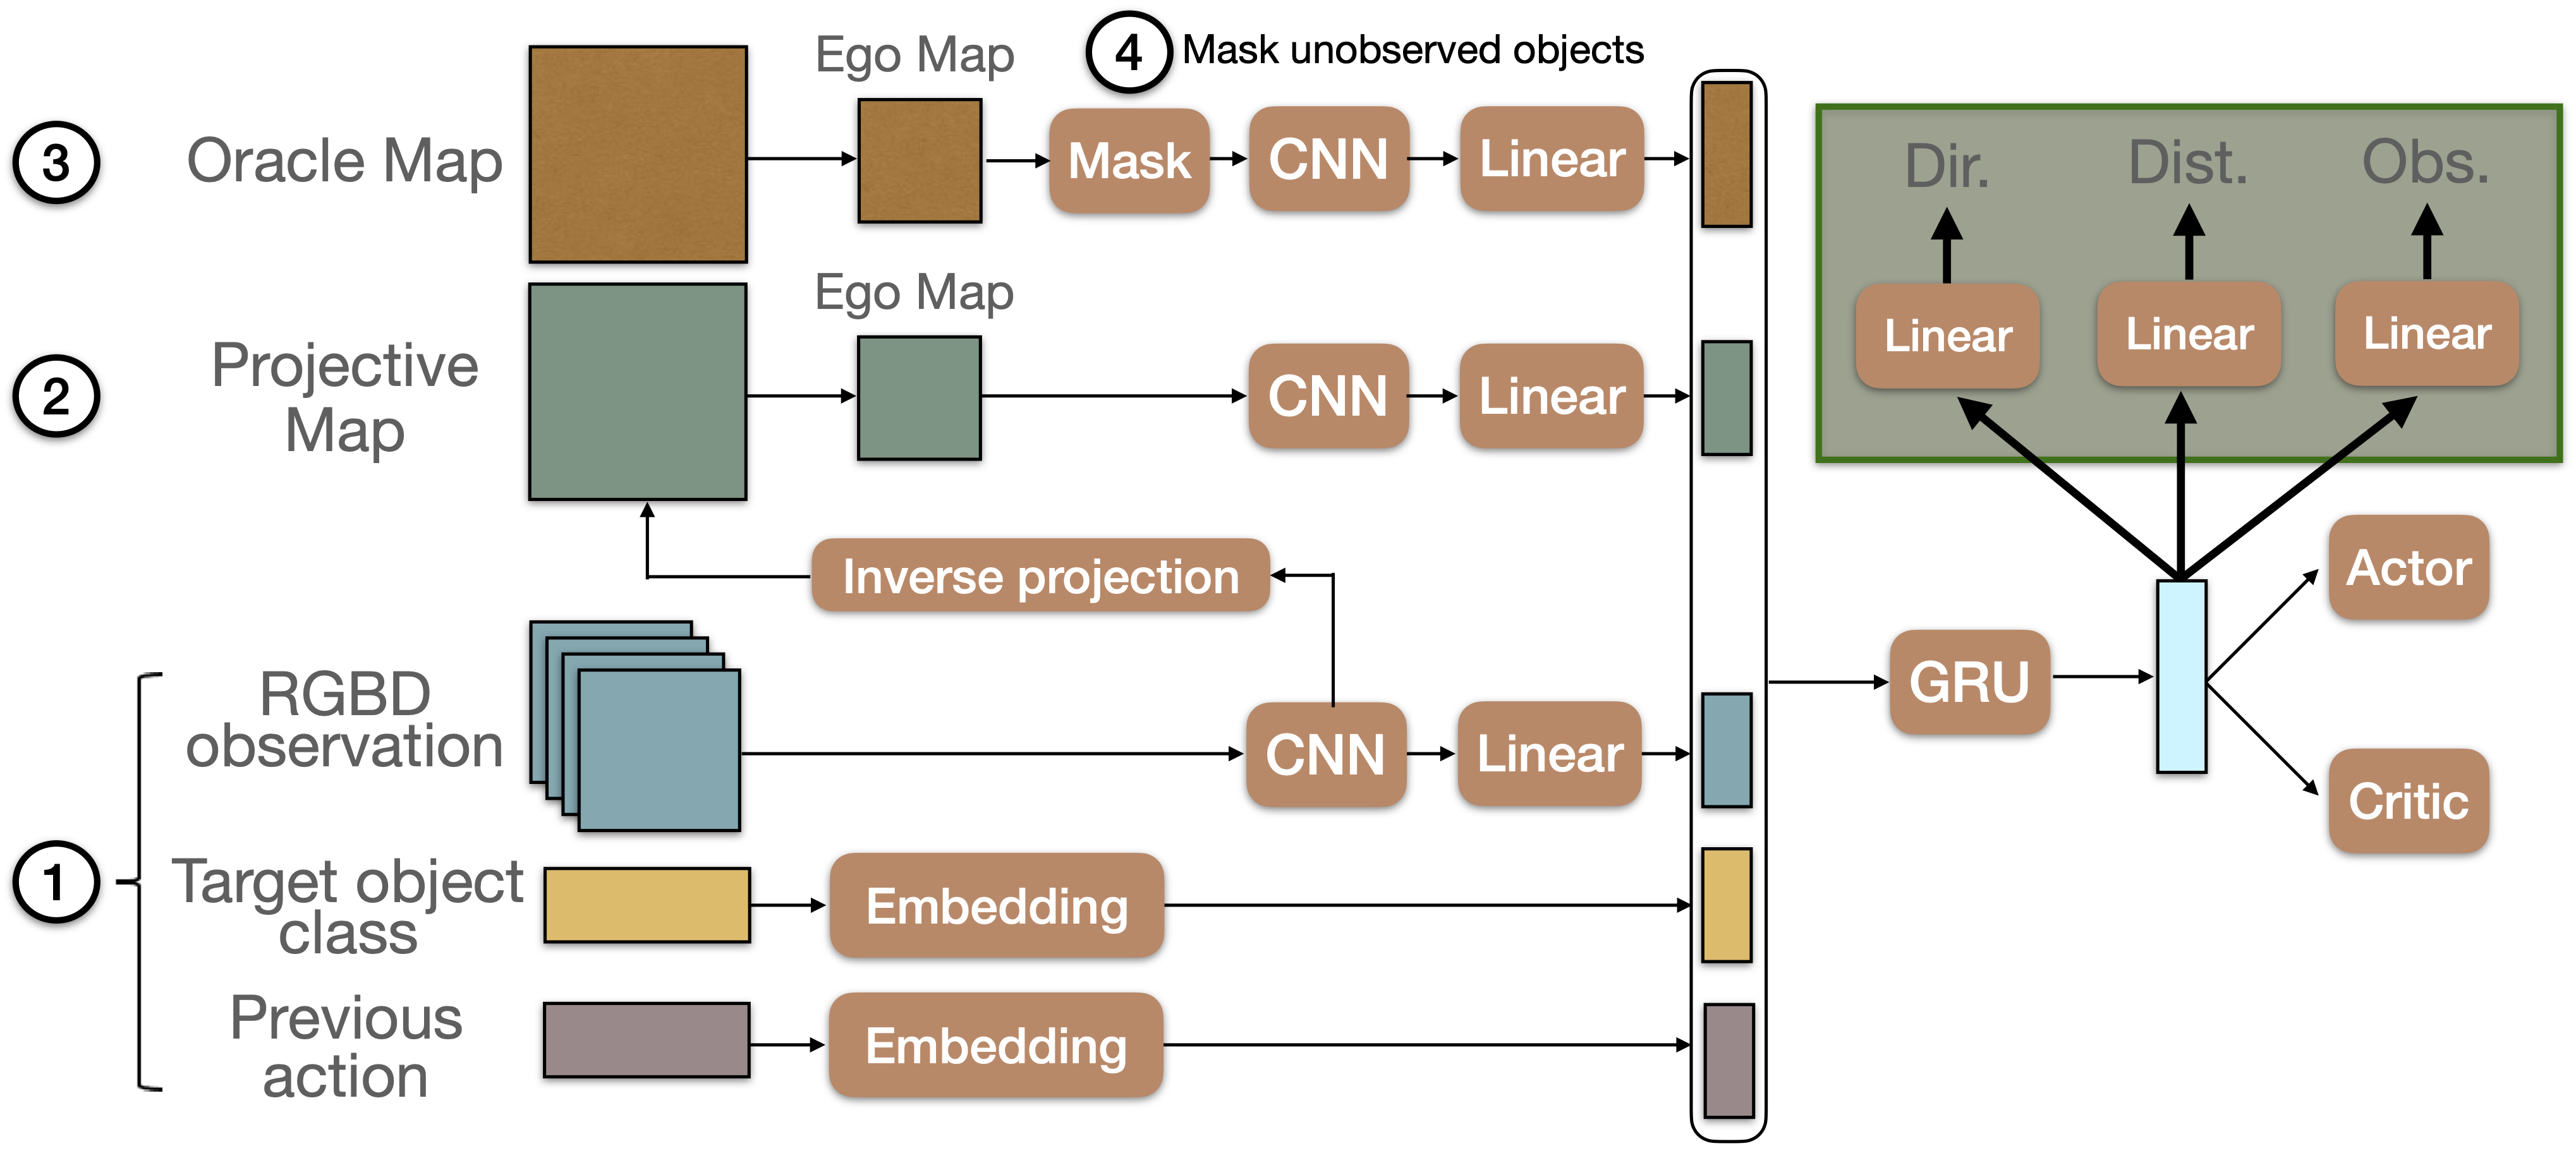 3
Oracle Map
Ego Map
4
Mask unobserved objects
Mask
CNN
Linear
2
Projective
Map
Ego Map
CNN
Linear
Inverse projection
1
RGBD
observation
CNN
Linear
Target object
class
Embedding
Previous
action
Embedding
GRU
Dir.
Dist.
Obs.
Linear
Linear
Linear
Actor
Critic